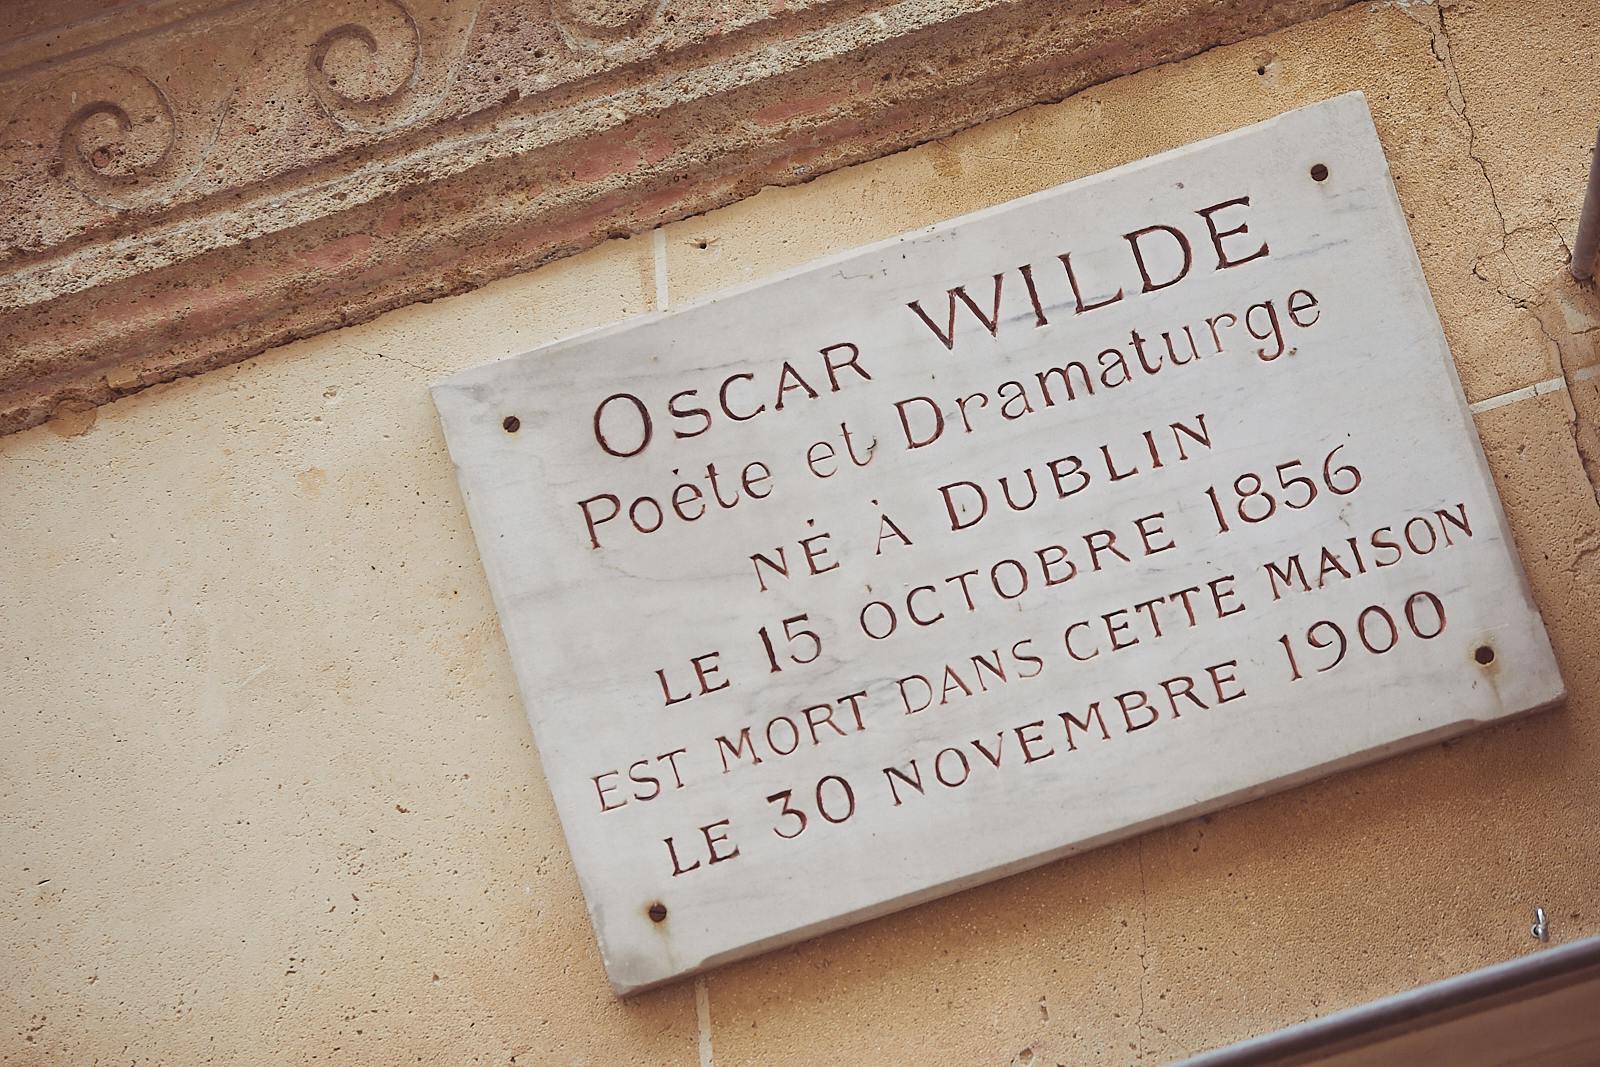 OSCAR WILDE
Poète et Dramaturge
NÉ À DUBLIN
LE 15 OCTOBRE 1856
EST MORT DANS CETTE MAISON
LE 30 NOVEMBRE 1900